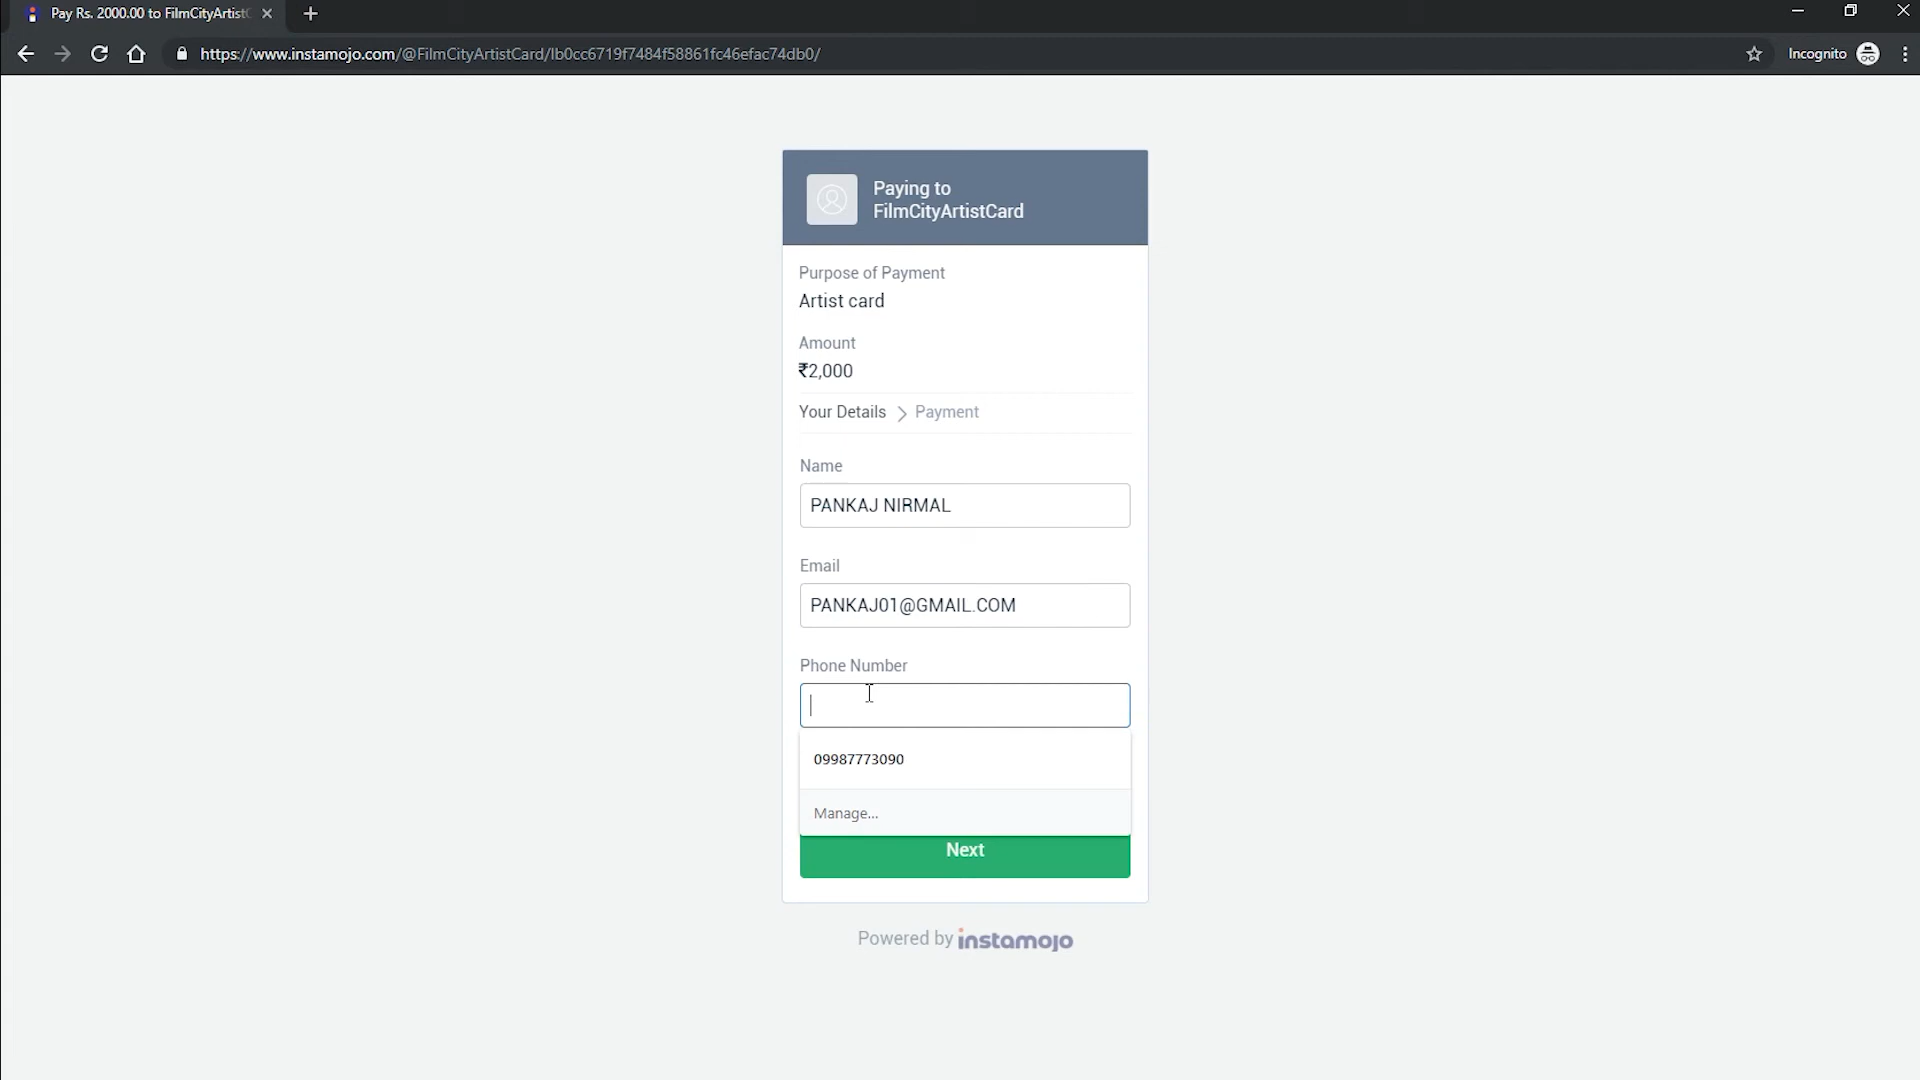 Pay Rs. 2000.00 to FilmCityArtist
https://www.instamojo.com/@FilmCityArtistCard/lb0cc6719f7484f58861fc46efac74db0/
Incognito
Paying to
FilmCityArtistCard
Purpose of Payment
Artist card
Amount
₹2,000
Your Details > Payment
Name
PANKAJ NIRMAL
Email
PANKAJ01@GMAIL.COM
Phone Number
09987773090
Manage...
Next
Powered by instamojo